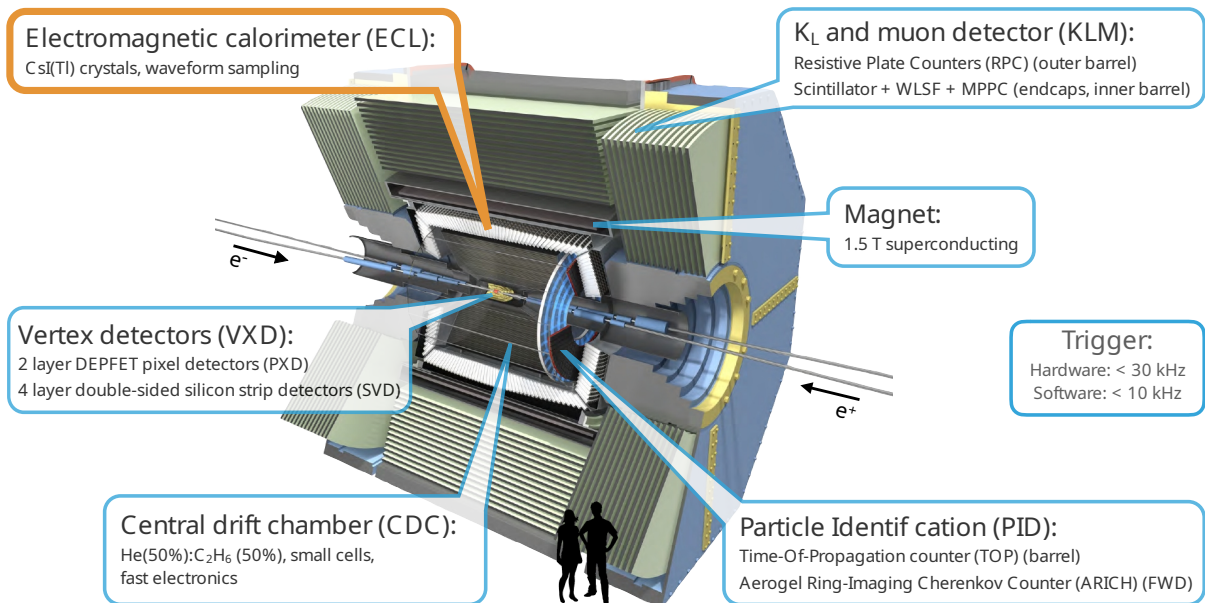 Electromagnetic calorimeter (ECL):
CsI(Tl) crystals, waveform sampling
K_L and muon detector (KLM):
Resistive Plate Counters (RPC) (outer barrel)
Scintillator + WLSF + MPPC (endcaps, inner barrel)
Magnet:
1.5 T superconducting
e⁻
Vertex detectors (VXD):
2 layer DEPFET pixel detectors (PXD)
4 layer double-sided silicon strip detectors (SVD)
Trigger:
Hardware: < 30 kHz
Software: < 10 kHz
e⁺
Central drift chamber (CDC):
He(50%):C₂H₆ (50%), small cells,
fast electronics
Particle Identif cation (PID):
Time-Of-Propagation counter (TOP) (barrel)
Aerogel Ring-Imaging Cherenkov Counter (ARICH) (FWD)